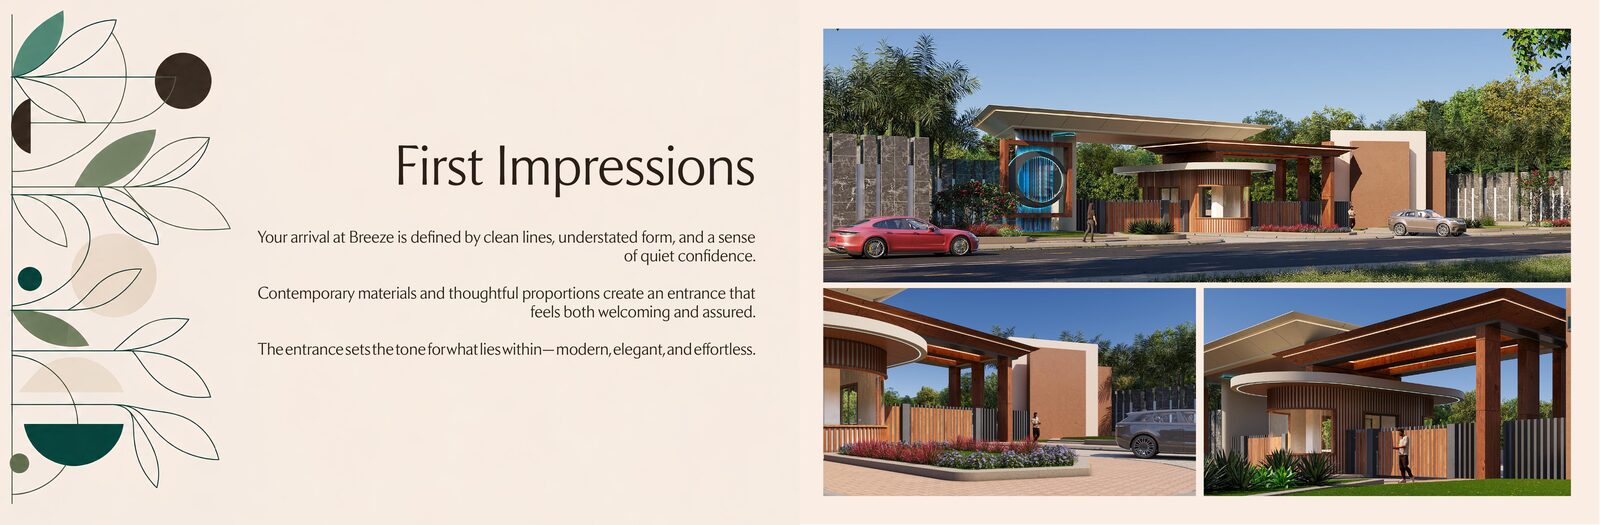 First Impressions
Your arrival at Breeze is defined by clean lines, understated form, and a sense
of quiet confidence.
Contemporary materials and thoughtful proportions create an entrance that
feels both welcoming and assured.
The entrance sets the tone for what lies within—modern, elegant, and effortless.